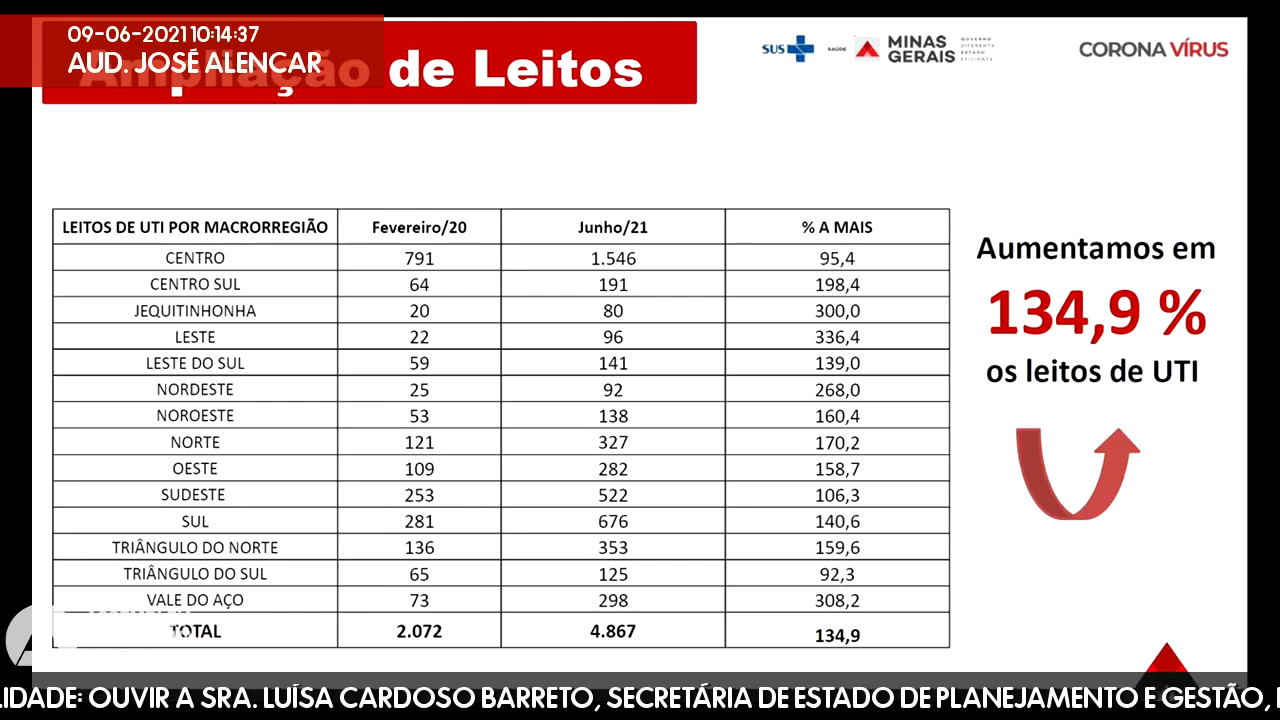 09-06-2021 10:14:37
AUD. JOSÉ ALENCAR
Ampliação de Leitos
SUS
SAÚDE
MINAS GERAIS
GOVERNO DIFERENTE. ESTADO EFICIENTE.
CORONA VÍRUS
LEITOS DE UTI POR MACRORREGIÃO Fevereiro/20 Junho/21 % A MAIS
CENTRO 791 1.546 95,4
CENTRO SUL 64 191 198,4
JEQUITINHONHA 20 80 300,0
LESTE 22 96 336,4
LESTE DO SUL 59 141 139,0
NORDESTE 25 92 268,0
NOROESTE 53 138 160,4
NORTE 121 327 170,2
OESTE 109 282 158,7
SUDESTE 253 522 106,3
SUL 281 676 140,6
TRIÂNGULO DO NORTE 136 353 159,6
TRIÂNGULO DO SUL 65 125 92,3
VALE DO AÇO 73 298 308,2
TOTAL 2.072 4.867 134,9
Aumentamos em
134,9 %
os leitos de UTI
LIDADE: OUVIR A SRA. LUÍSA CARDOSO BARRETO, SECRETÁRIA DE ESTADO DE PLANEJAMENTO E GESTÃO,